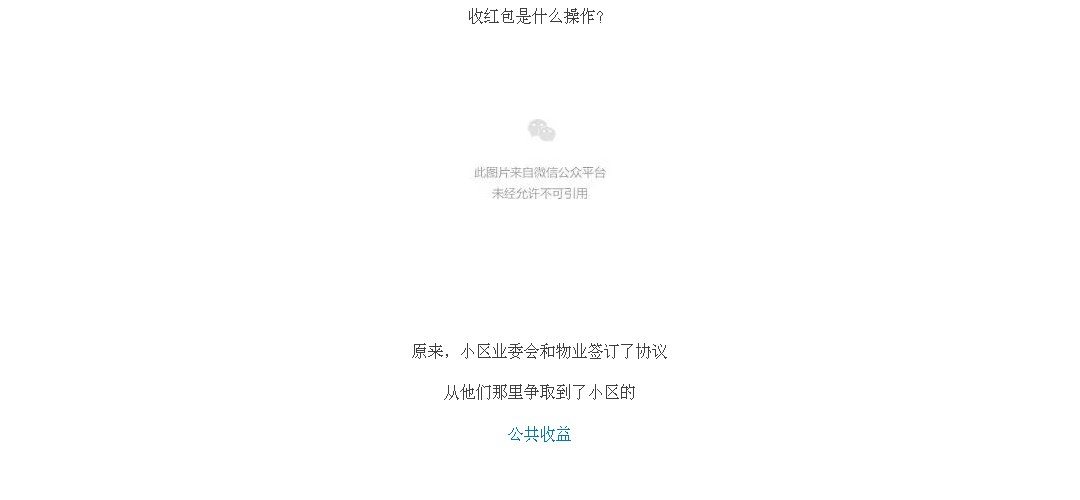 收红包是什么操作?
此图片来自微信公众平台
未经允许不可引用
原来，小区业委会和物业签订了协议
从他们那里争取到了小区的
公共收益